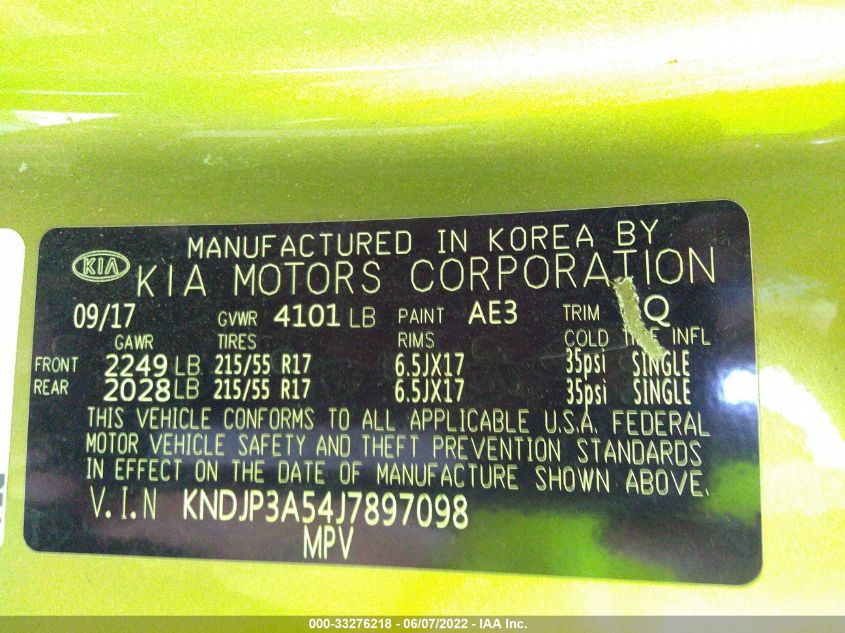 MANUFACTURED IN KOREA BY
KIA KIA MOTORS CORPORATION
09/17 GVWR 4101 LB PAINT AE3 TRIM Q
GAWR TIRES RIMS COLD TIRE INFL
FRONT 2249 LB 215/55 R17 6.5JX17 35psi SINGLE
REAR 2028 LB 215/55 R17 6.5JX17 35psi SINGLE
THIS VEHICLE CONFORMS TO ALL APPLICABLE U.S.A. FEDERAL
MOTOR VEHICLE SAFETY AND THEFT PREVENTION STANDARDS
IN EFFECT ON THE DATE OF MANUFACTURE SHOWN ABOVE.
V.I.N KNDJP3A54J7897098
MPV
000-33276218 - 06/07/2022 - IAA Inc.